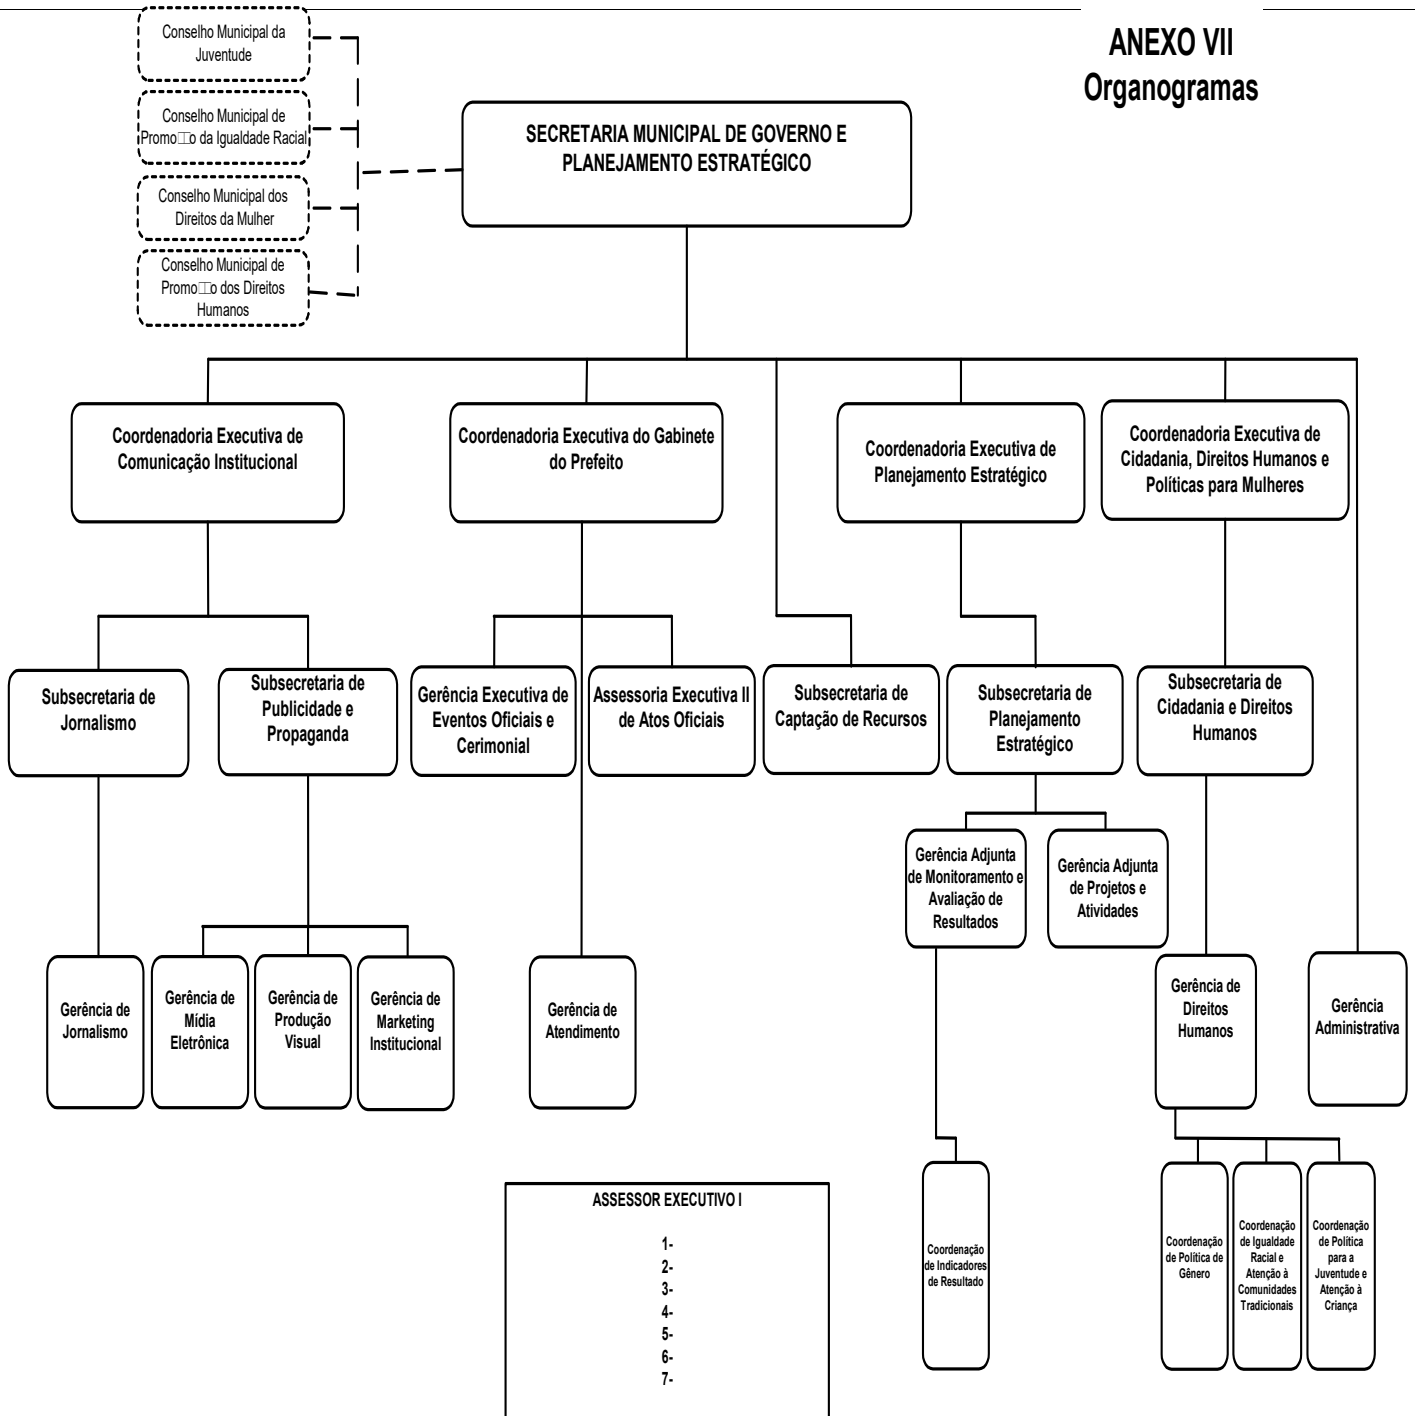 ANEXO VII
Organogramas
Conselho Municipal da
Juventude
Conselho Municipal de
Promo□□o da Igualdade Racial
Conselho Municipal dos
Direitos da Mulher
Conselho Municipal de
Promo□□o dos Direitos
Humanos
SECRETARIA MUNICIPAL DE GOVERNO E
PLANEJAMENTO ESTRATÉGICO
Coordenadoria Executiva de
Comunicação Institucional
Coordenadoria Executiva do Gabinete
do Prefeito
Coordenadoria Executiva de
Planejamento Estratégico
Coordenadoria Executiva de
Cidadania, Direitos Humanos e
Políticas para Mulheres
Subsecretaria de
Jornalismo
Subsecretaria de
Publicidade e
Propaganda
Gerência Executiva de
Eventos Oficiais e
Cerimonial
Assessoria Executiva II
de Atos Oficiais
Subsecretaria de
Captação de Recursos
Subsecretaria de
Planejamento
Estratégico
Subsecretaria de
Cidadania e Direitos
Humanos
Gerência Adjunta
de Monitoramento e
Avaliação de
Resultados
Gerência Adjunta
de Projetos e
Atividades
Gerência de
Jornalismo
Gerência de
Mídia
Eletrônica
Gerência de
Produção
Visual
Gerência de
Marketing
Institucional
Gerência de
Atendimento
Gerência de
Direitos
Humanos
Gerência
Administrativa
ASSESSOR EXECUTIVO I
1-
2-
3-
4-
5-
6-
7-
Coordenação
de Indicadores
de Resultado
Coordenação
de Política de
Gênero
Coordenação
de Igualdade
Racial e
Atenção à
Comunidades
Tradicionais
Coordenação
de Política
para a
Juventude e
Atenção à
Criança